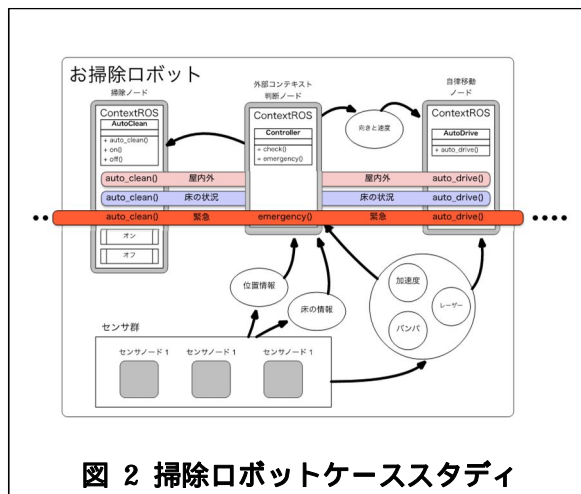 お掃除ロボット
掃除ノード
ContextROS
AutoClean
+ auto_clean()
+ on()
+ off()
外部コンテキスト
判断ノード
ContextROS
Controller
+ check()
+ emergency()
向きと速度
自律移動
ノード
ContextROS
AutoDrive
+ auto_drive()
auto_clean() 屋内外 屋内外 auto_drive()
auto_clean() 床の状況 床の状況 auto_drive()
auto_clean() 緊急 emergency() 緊急 auto_drive()
オン
オフ
位置情報
床の情報
加速度
レーザー
バンパ
センサ群
センサノード 1 センサノード 1 センサノード 1
図 2 掃除ロボットケーススタディ